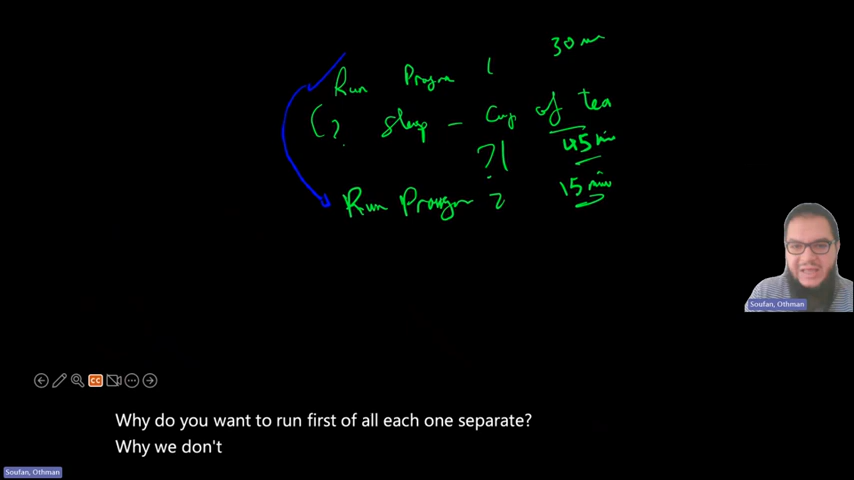 30 min
Run Program 1
(? sleep - Cup of tea
?! 45 min
Run Program 2 15 min
Soufan, Othman
CC
Why do you want to run first of all each one separate?
Why we don't
Soufan, Othman